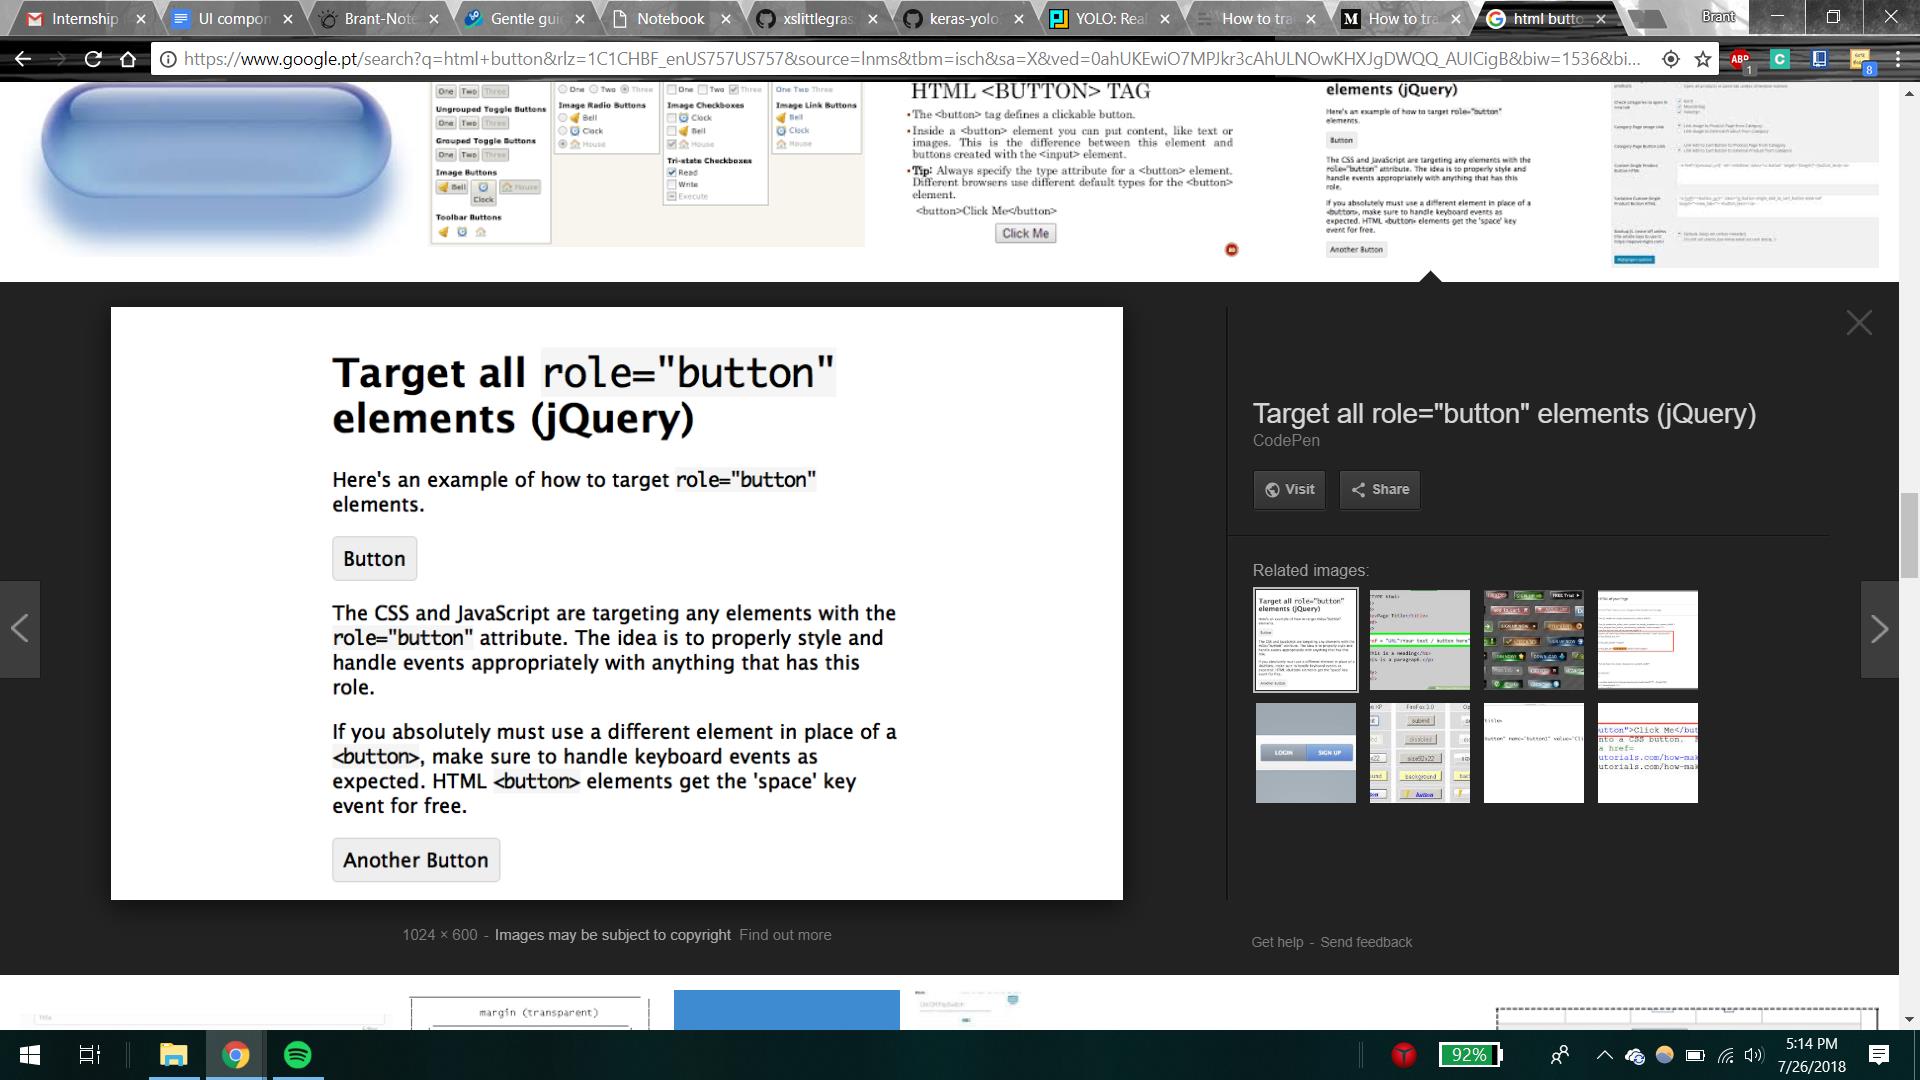 Internship
UI compon
Brant-Note
Gentle gui
Notebook
xslittlegras
keras-yolo
YOLO: Real
How to tra
How to tra
html butto
Brant
https://www.google.pt/search?q=html+button&rlz=1C1CHBF_enUS757US757&source=lnms&tbm=isch&sa=X&ved=0ahUKEwiO7MPJkr3cAhULNOwKHXJgDWQQ_AUICigB&biw=1536&bi...
ABP
1
8
One Two Three
Ungrouped Toggle Buttons
One Two Three
Grouped Toggle Buttons
One Two Three
Image Buttons
Bell
House
Clock
Toolbar Buttons
One Two Three
Image Radio Buttons
Bell
Clock
House
One Two Three
Image Checkboxes
Clock
Bell
House
Tri-state Checkboxes
Read
Write
Execute
One Two Three
Image Link Buttons
Bell
Clock
House
HTML <BUTTON> TAG
The <button> tag defines a clickable button.
Inside a <button> element you can put content, like text or
images. This is the difference between this element and
buttons created with the <input> element.
Tip: Always specify the type attribute for a <button> element.
Different browsers use different default types for the <button>
element.
<button>Click Me</button>
Click Me
elements (jQuery)
Here's an example of how to target role="button"
elements.
Button
The CSS and JavaScript are targeting any elements with the
role="button" attribute. The idea is to properly style and
handle events appropriately with anything that has this
role.
If you absolutely must use a different element in place of a
<button>, make sure to handle keyboard events as
expected. HTML <button> elements get the 'space' key
event for free.
Another Button
Target all role="button"
elements (jQuery)
Here's an example of how to target role="button"
elements.
Button
The CSS and JavaScript are targeting any elements with the
role="button" attribute. The idea is to properly style and
handle events appropriately with anything that has this
role.
If you absolutely must use a different element in place of a
<button>, make sure to handle keyboard events as
expected. HTML <button> elements get the 'space' key
event for free.
Another Button
1024 × 600 - Images may be subject to copyright Find out more
Target all role="button" elements (jQuery)
CodePen
Visit
Share
Related images:
Target all role="button"
elements (jQuery)
LOGIN
SIGN UP
submit
disabled
background
button
Get help - Send feedback
margin (transparent)
92%
5:14 PM
7/26/2018